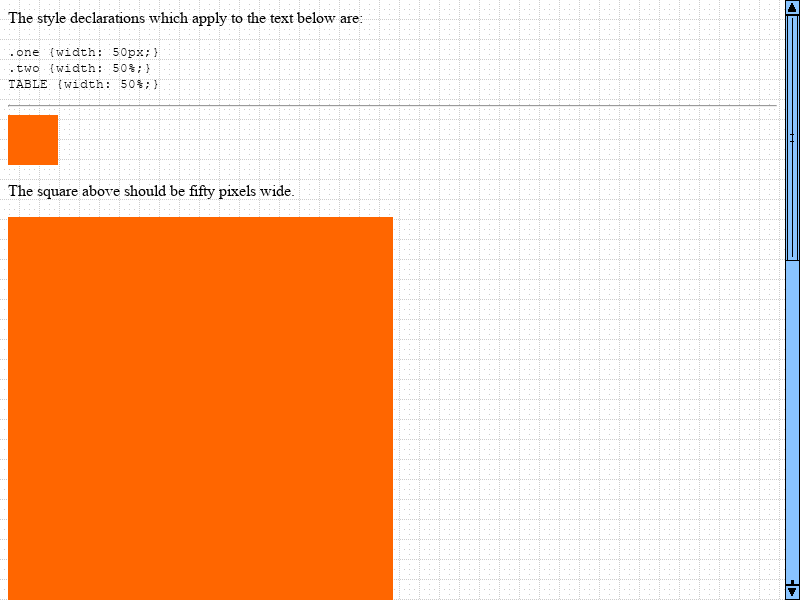 The style declarations which apply to the text below are:
.one {width: 50px;}
.two {width: 50%;}
TABLE {width: 50%;}
The square above should be fifty pixels wide.